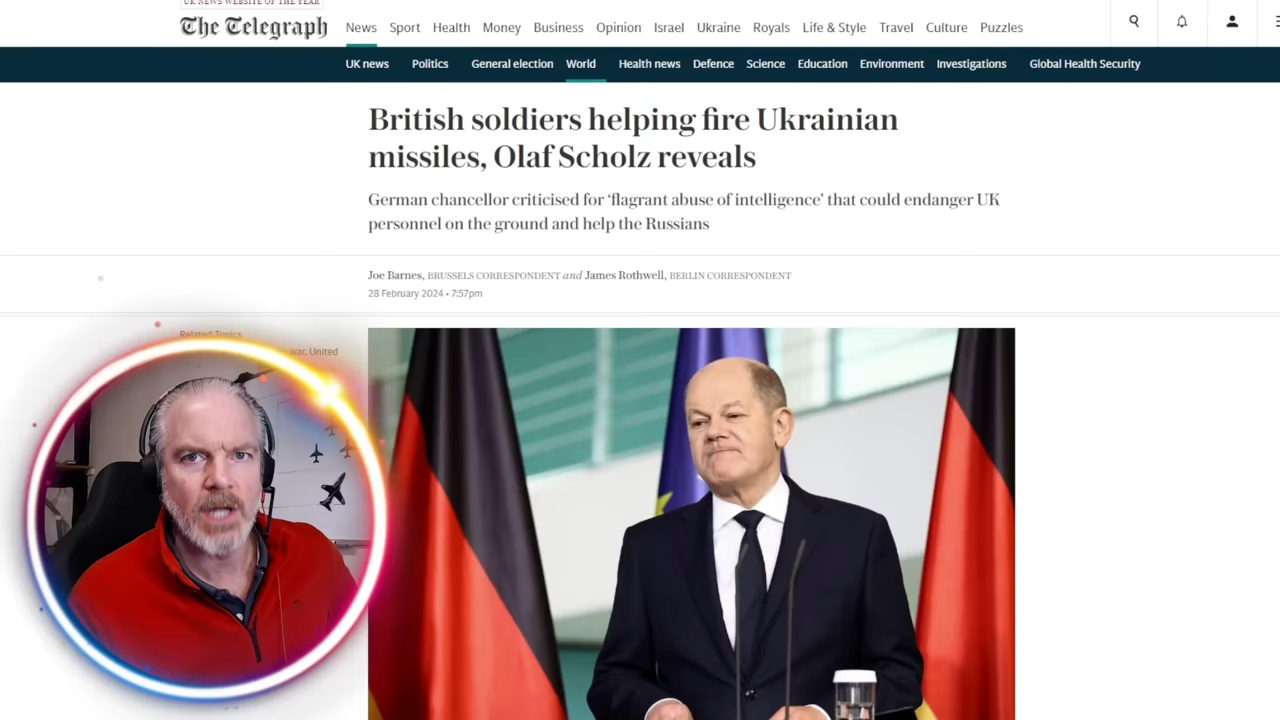 UK NEWS WEBSITE OF THE YEAR
The Telegraph
News Sport Health Money Business Opinion Israel Ukraine Royals Life & Style Travel Culture Puzzles
UK news Politics General election World Health news Defence Science Education Environment Investigations Global Health Security
British soldiers helping fire Ukrainian
missiles, Olaf Scholz reveals
German chancellor criticised for ‘flagrant abuse of intelligence’ that could endanger UK
personnel on the ground and help the Russians
Joe Barnes, BRUSSELS CORRESPONDENT and James Rothwell, BERLIN CORRESPONDENT
28 February 2024 • 7:57pm
Related Topics
war, United